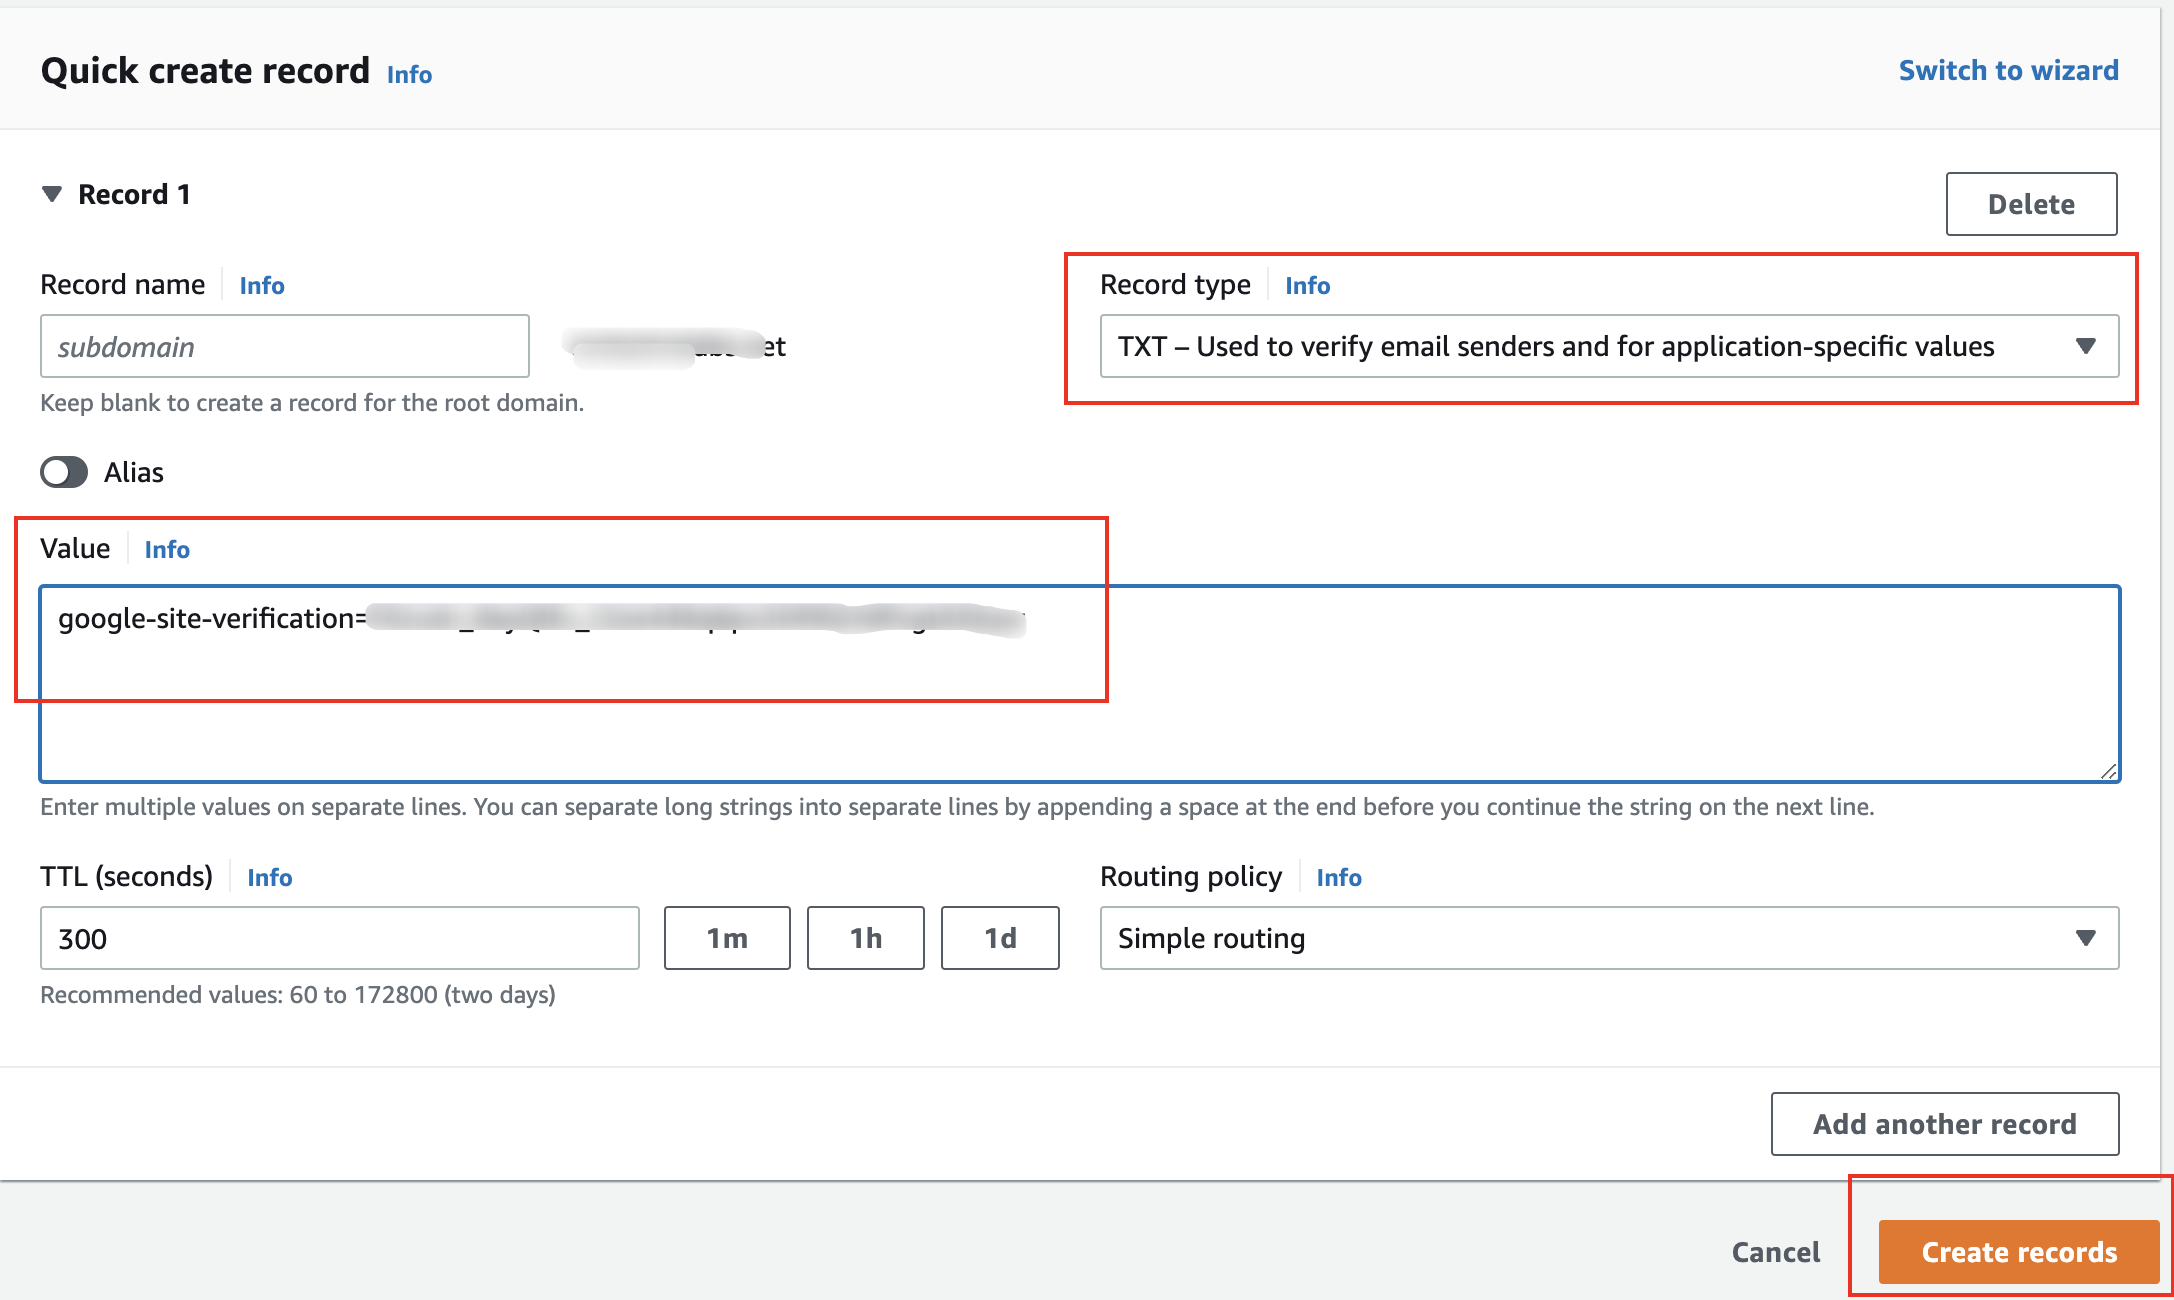 Quick create record Info
Switch to wizard
Record 1
Delete
Record name Info
Record type Info
subdomain
TXT – Used to verify email senders and for application-specific values
Keep blank to create a record for the root domain.
Alias
Value Info
google-site-verification=
Enter multiple values on separate lines. You can separate long strings into separate lines by appending a space at the end before you continue the string on the next line.
TTL (seconds) Info
Routing policy Info
300
1m
1h
1d
Simple routing
Recommended values: 60 to 172800 (two days)
Add another record
Cancel
Create records